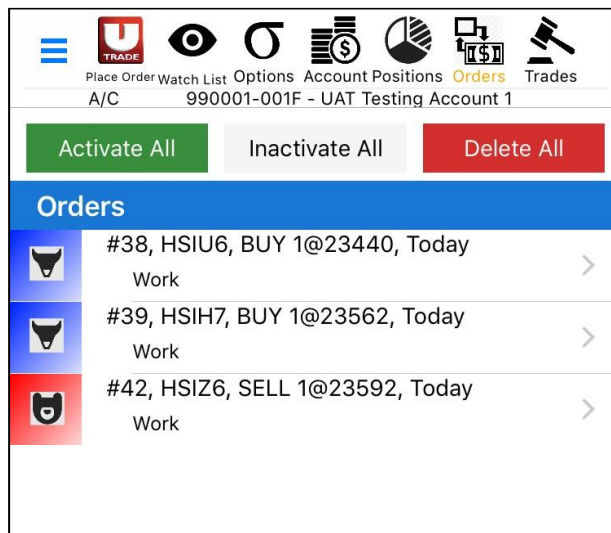 U
TRADE
Place Order Watch List Options Account Positions Orders Trades
A/C 990001-001F - UAT Testing Account 1
Activate All Inactivate All Delete All
Orders
#38, HSIU6, BUY 1@23440, Today
Work
#39, HSIH7, BUY 1@23562, Today
Work
#42, HSIZ6, SELL 1@23592, Today
Work